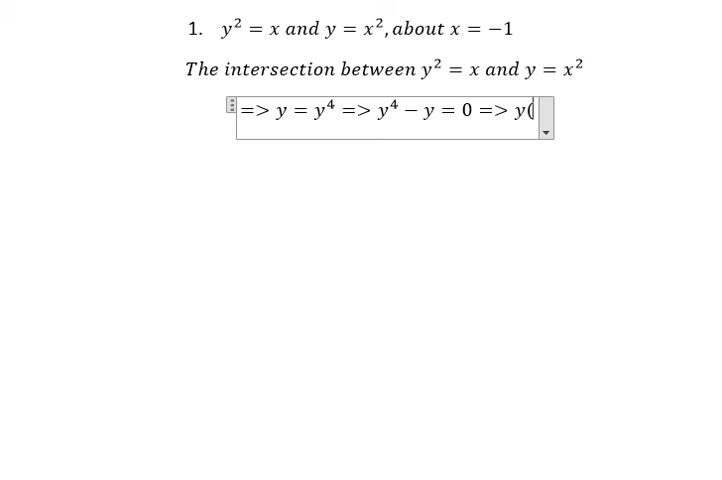 1. y² = x and y = x², about x = −1
The intersection between y² = x and y = x²
=> y = y⁴ => y⁴ − y = 0 => y(